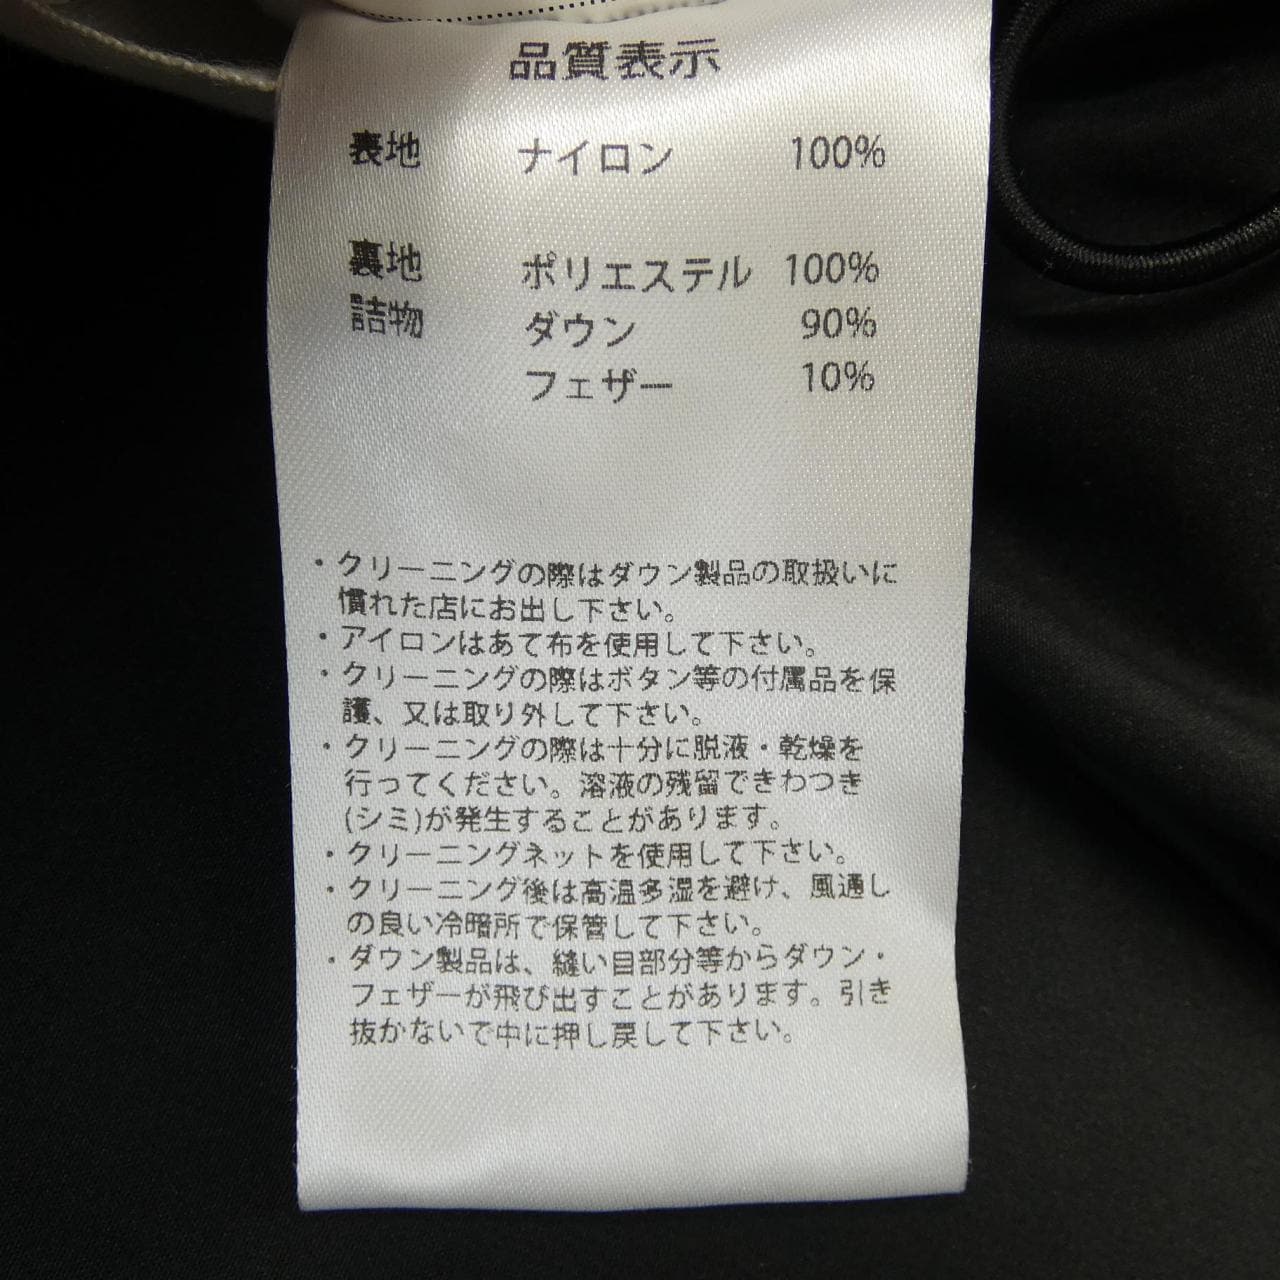 品質表示
表地 ナイロン 100%
裏地 ポリエステル 100%
詰物 ダウン 90%
フェザー 10%
・クリーニングの際はダウン製品の取扱いに
慣れた店にお出し下さい。
・アイロンはあて布を使用して下さい。
・クリーニングの際はボタン等の付属品を保
護、又は取り外して下さい。
・クリーニングの際は十分に脱液・乾燥を
行ってください。溶液の残留できわつき
(シミ)が発生することがあります。
・クリーニングネットを使用して下さい。
・クリーニング後は高温多湿を避け、風通し
の良い冷暗所で保管して下さい。
・ダウン製品は、縫い目部分等からダウン・
フェザーが飛び出すことがあります。引き
抜かないで中に押し戻して下さい。